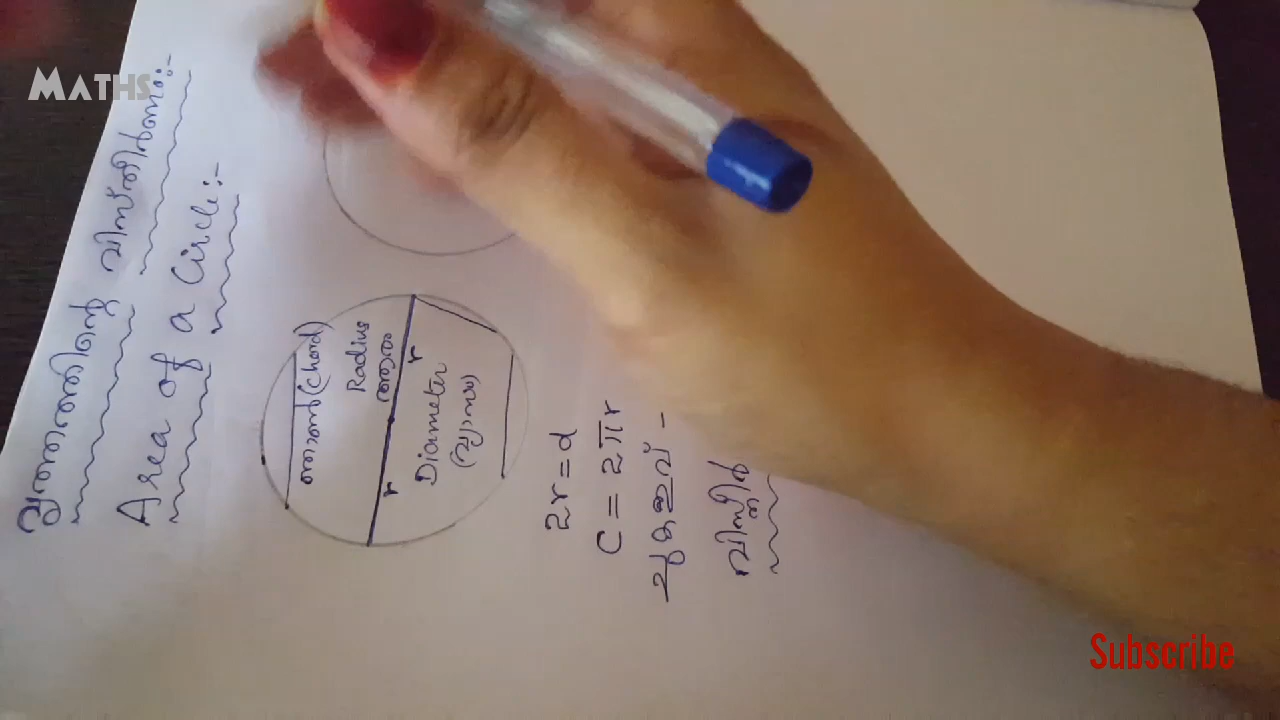 MATHS
വൃത്തത്തിന്റെ വിസ്തീർണം:-
Area of a Circle:-
ഞാൺ (chord)
Radius
ആരം
r
r
Diameter
(വ്യാസം)
2r = d
C = 2πr
ചുറ്റളവ് -
വിസ്തീർ
Subscribe